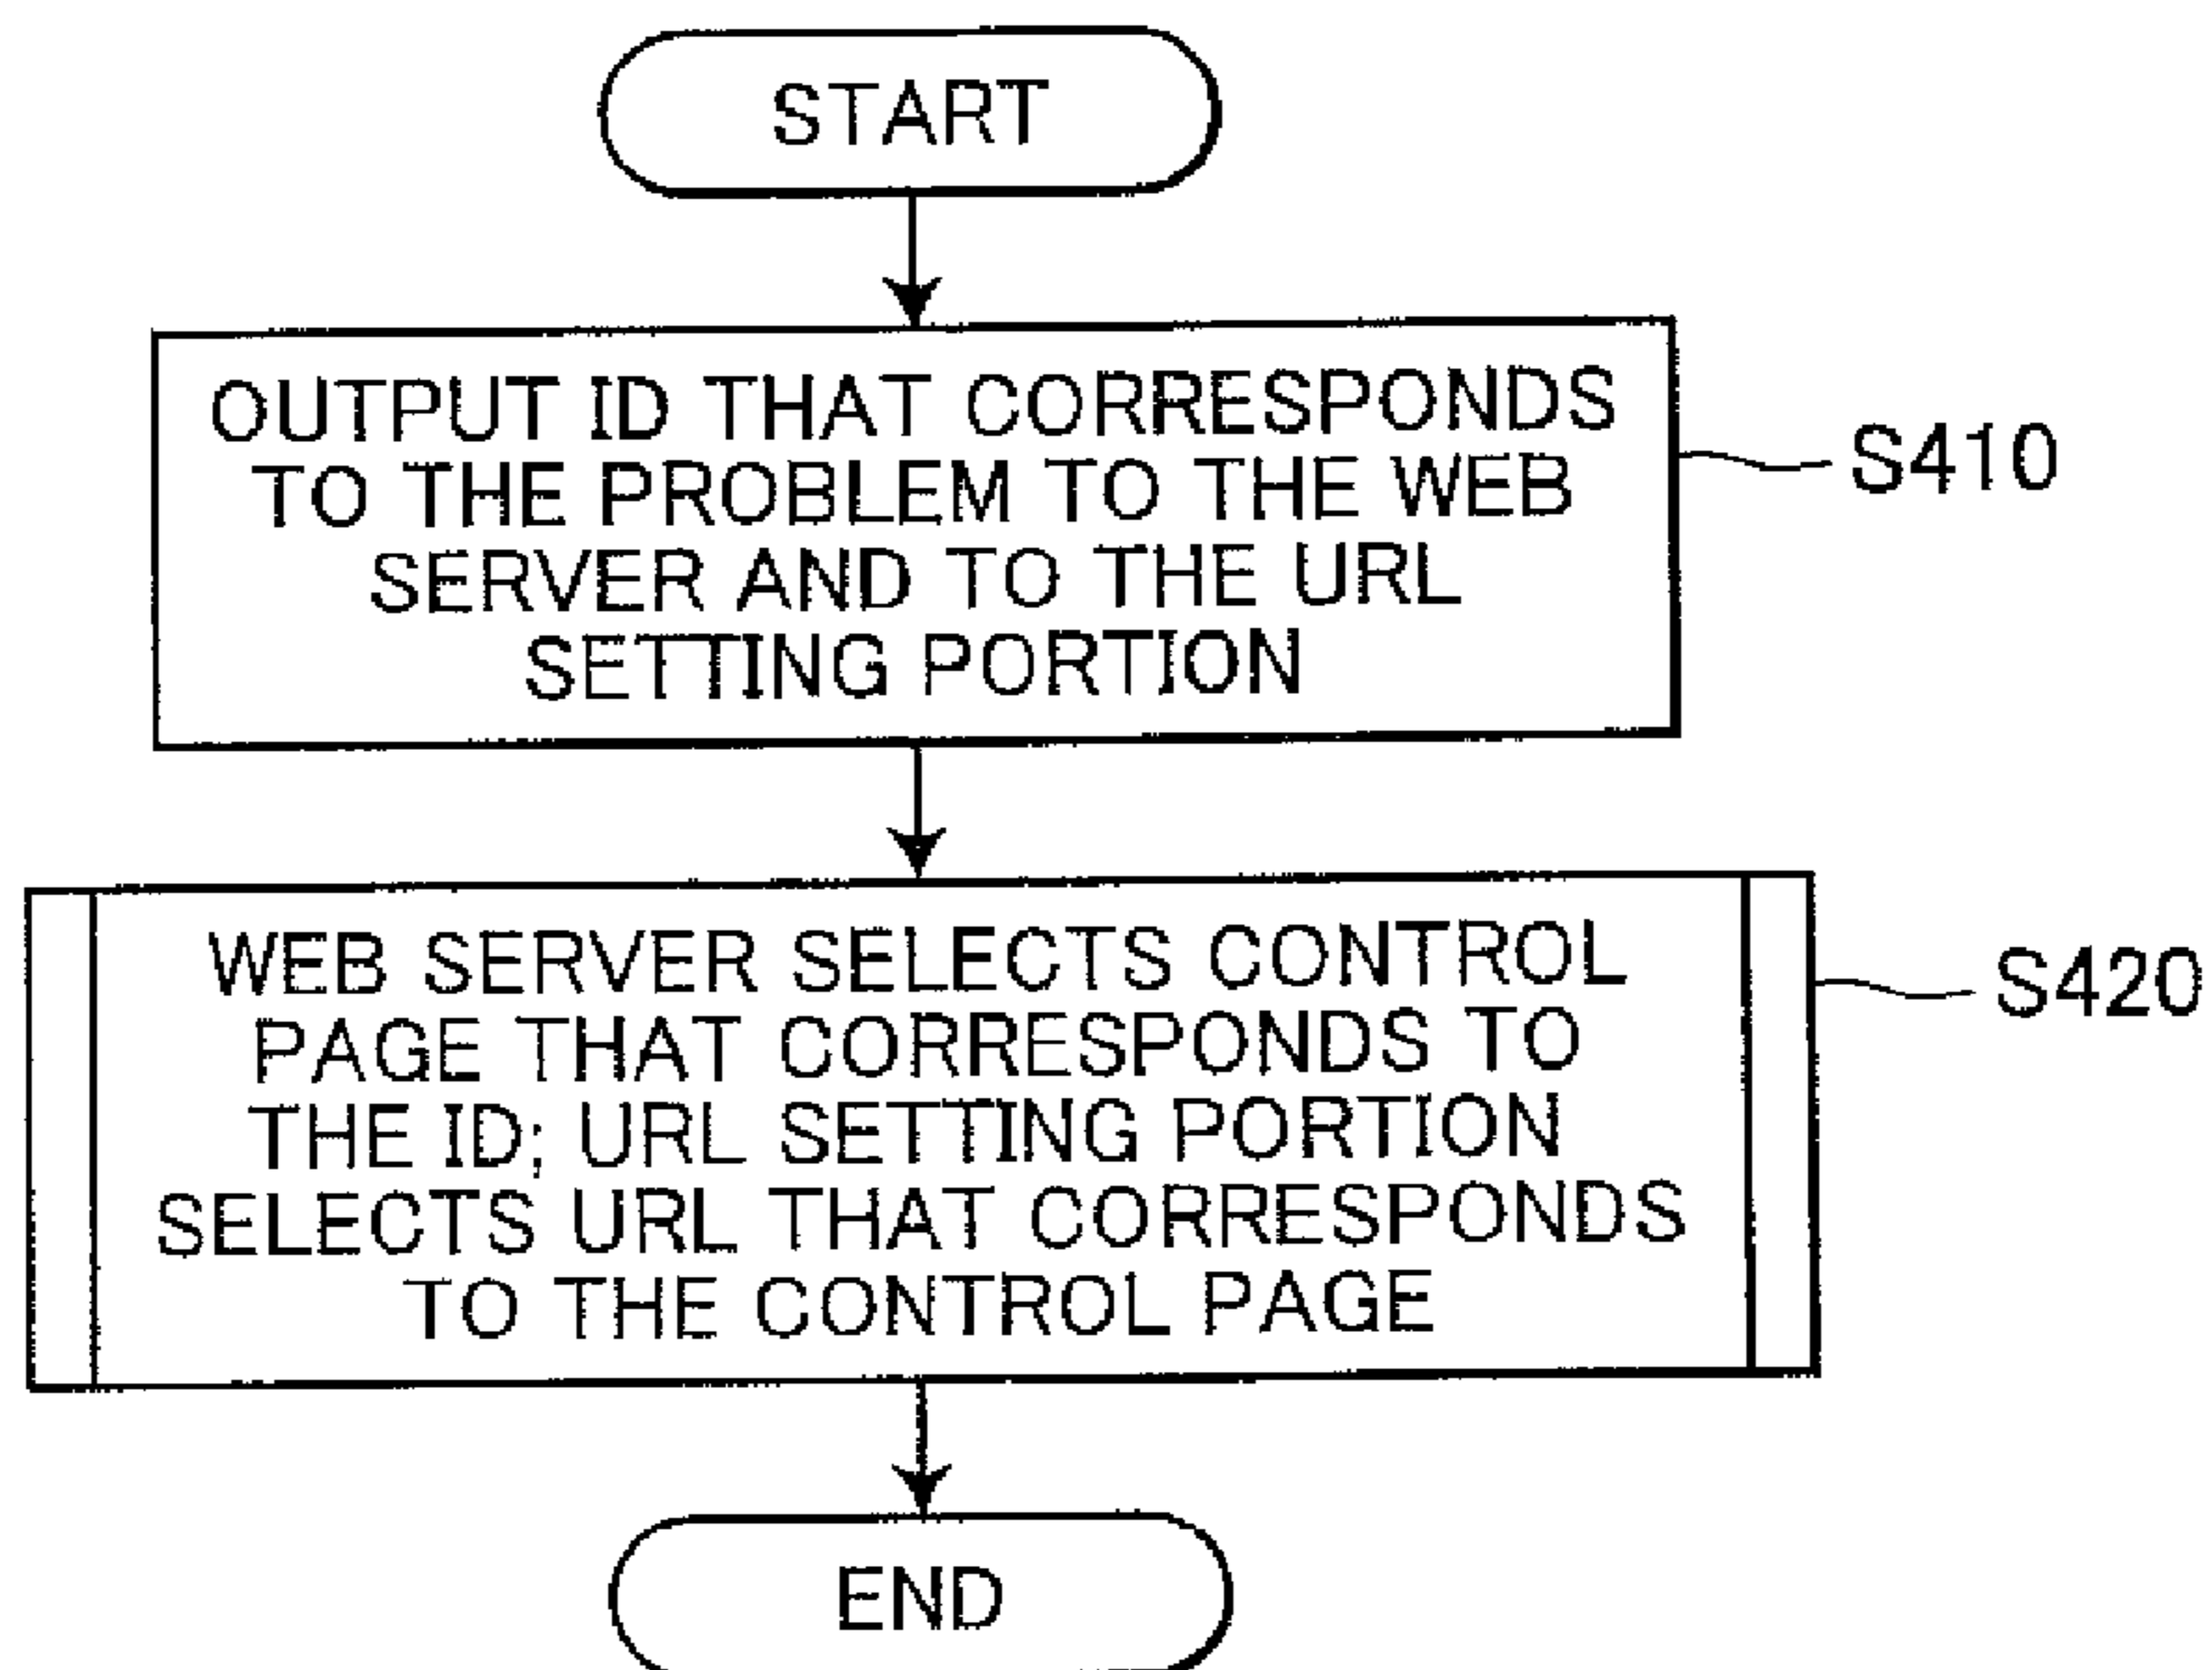 START
OUTPUT ID THAT CORRESPONDS
TO THE PROBLEM TO THE WEB
SERVER AND TO THE URL
SETTING PORTION
S410
WEB SERVER SELECTS CONTROL
PAGE THAT CORRESPONDS TO
THE ID; URL SETTING PORTION
SELECTS URL THAT CORRESPONDS
TO THE CONTROL PAGE
S420
END